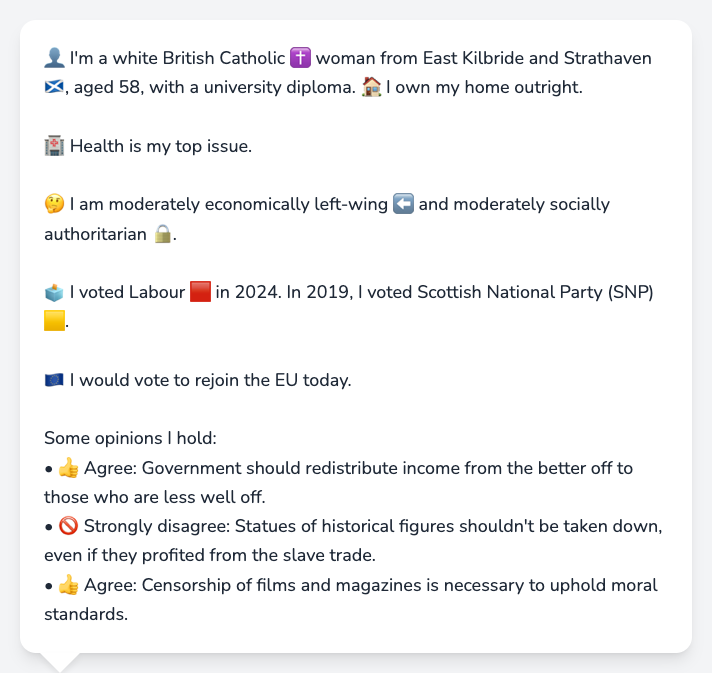 👤 I'm a white British Catholic ✝️ woman from East Kilbride and Strathaven
🏴󠁧󠁢󠁳󠁣󠁴󠁿, aged 58, with a university diploma. 🏠 I own my home outright.
🏥 Health is my top issue.
🤔 I am moderately economically left-wing ⬅️ and moderately socially
authoritarian 🔒.
🗳️ I voted Labour 🟥 in 2024. In 2019, I voted Scottish National Party (SNP)
🟨.
🇪🇺 I would vote to rejoin the EU today.
Some opinions I hold:
• 👍 Agree: Government should redistribute income from the better off to
those who are less well off.
• 🚫 Strongly disagree: Statues of historical figures shouldn't be taken down,
even if they profited from the slave trade.
• 👍 Agree: Censorship of films and magazines is necessary to uphold moral
standards.